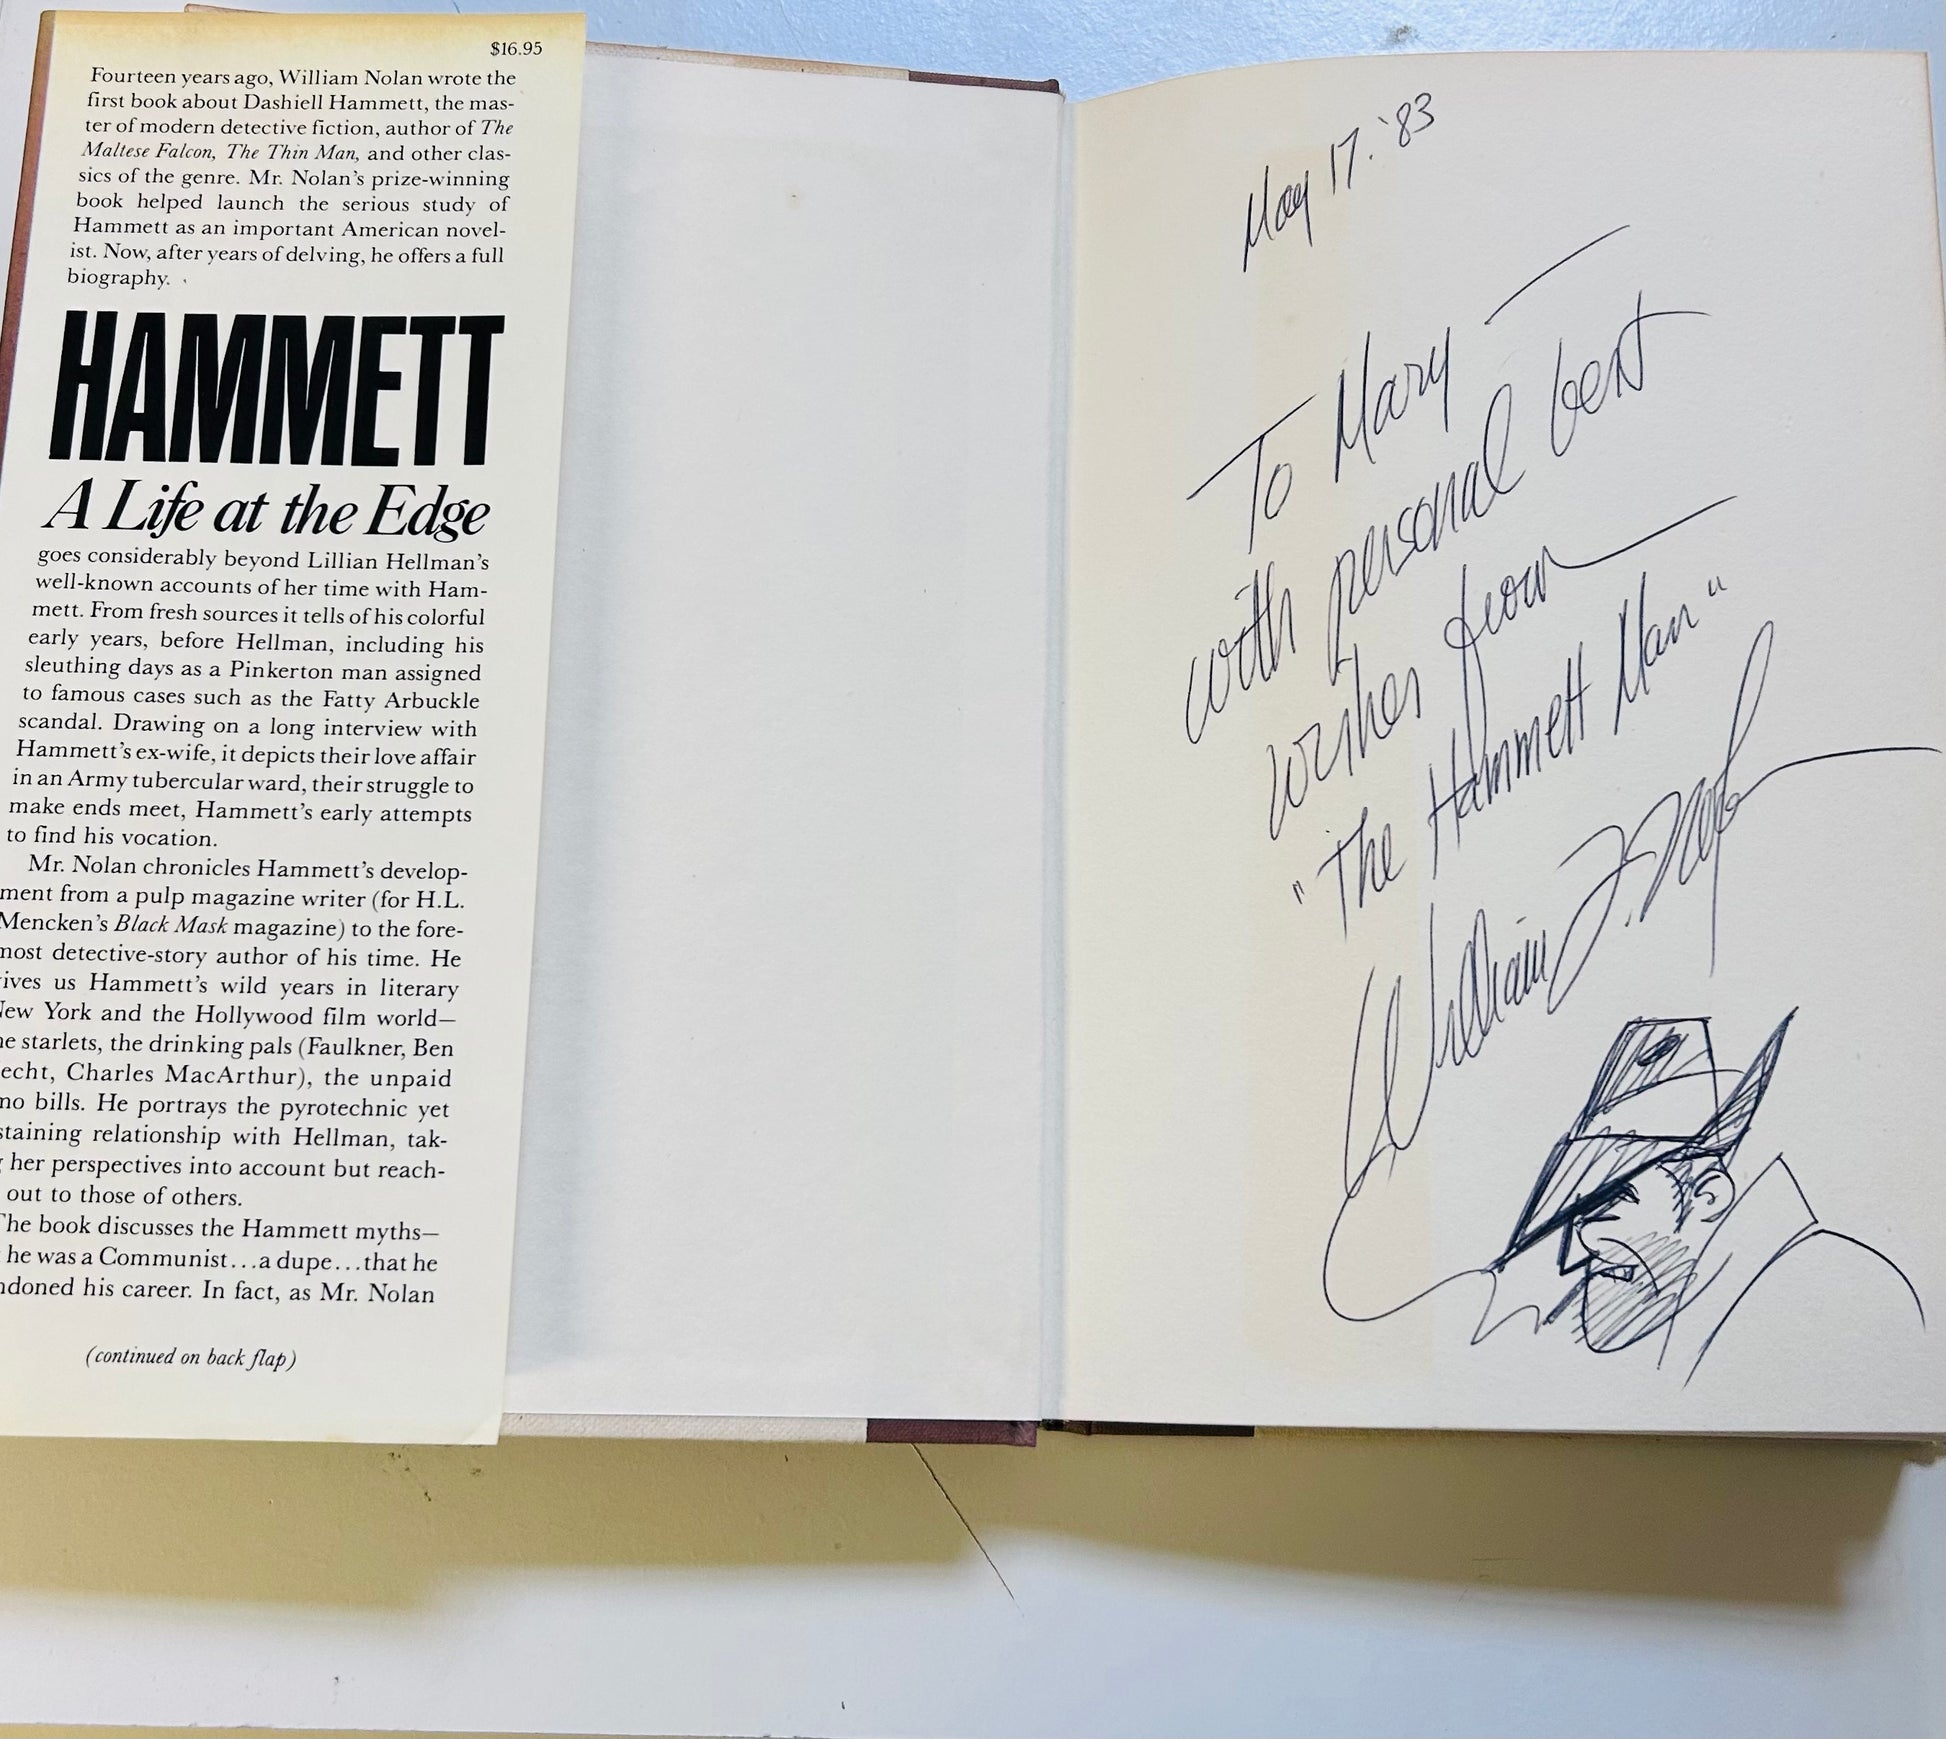 $16.95
Fourteen years ago, William Nolan wrote the
first book about Dashiell Hammett, the mas-
ter of modern detective fiction, author of The
Maltese Falcon, The Thin Man, and other clas-
sics of the genre. Mr. Nolan's prize-winning
book helped launch the serious study of
Hammett as an important American novel-
ist. Now, after years of delving, he offers a full
biography.
HAMMETT
A Life at the Edge
goes considerably beyond Lillian Hellman's
well-known accounts of her time with Ham-
mett. From fresh sources it tells of his colorful
early years, before Hellman, including his
sleuthing days as a Pinkerton man assigned
to famous cases such as the Fatty Arbuckle
scandal. Drawing on a long interview with
Hammett's ex-wife, it depicts their love affair
in an Army tubercular ward, their struggle to
make ends meet, Hammett's early attempts
to find his vocation.
Mr. Nolan chronicles Hammett's develop-
ment from a pulp magazine writer (for H.L.
Mencken's Black Mask magazine) to the fore-
most detective-story author of his time. He
ives us Hammett's wild years in literary
New York and the Hollywood film world—
he starlets, the drinking pals (Faulkner, Ben
echt, Charles MacArthur), the unpaid
mo bills. He portrays the pyrotechnic yet
staining relationship with Hellman, tak-
her perspectives into account but reach-
out to those of others.
The book discusses the Hammett myths—
he was a Communist...a dupe...that he
ndoned his career. In fact, as Mr. Nolan
(continued on back flap)
May 17. '83
To Mary —
with personal best
wishes from
"The Hammett Man"
William F. Nolan